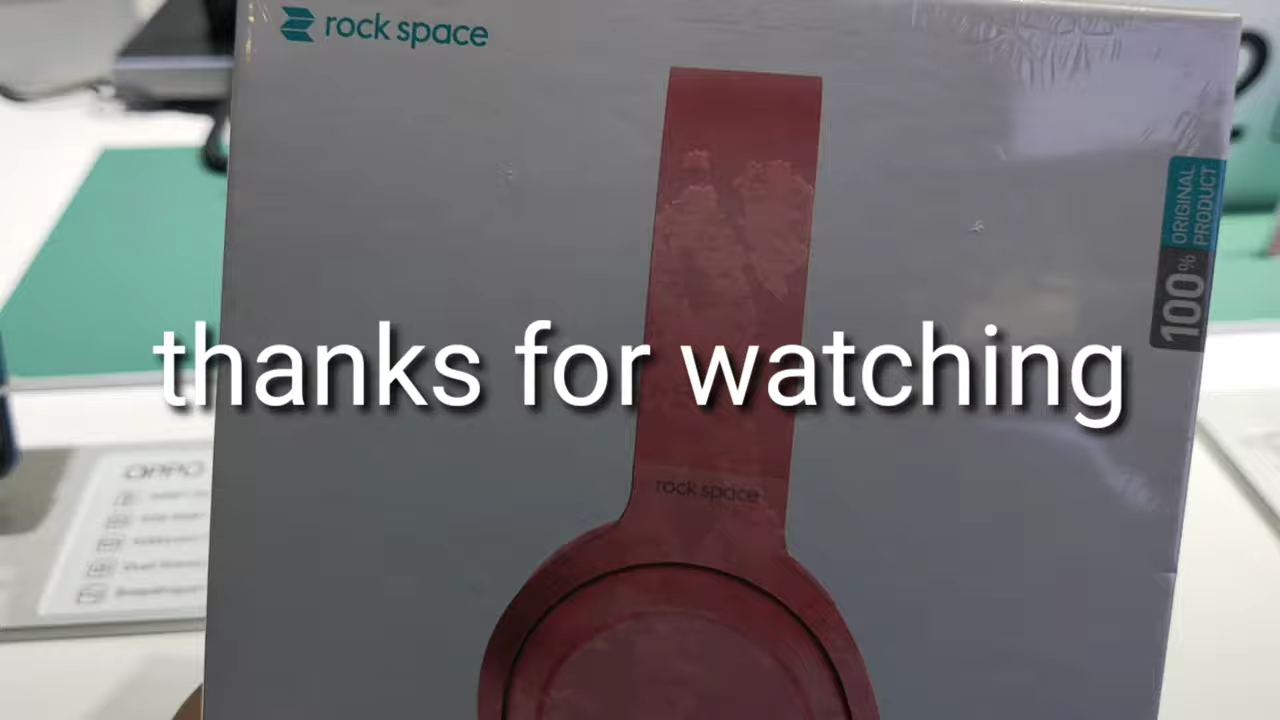 rock space
ORIGINAL
PRODUCT
100%
thanks for watching
rock space
OPPO